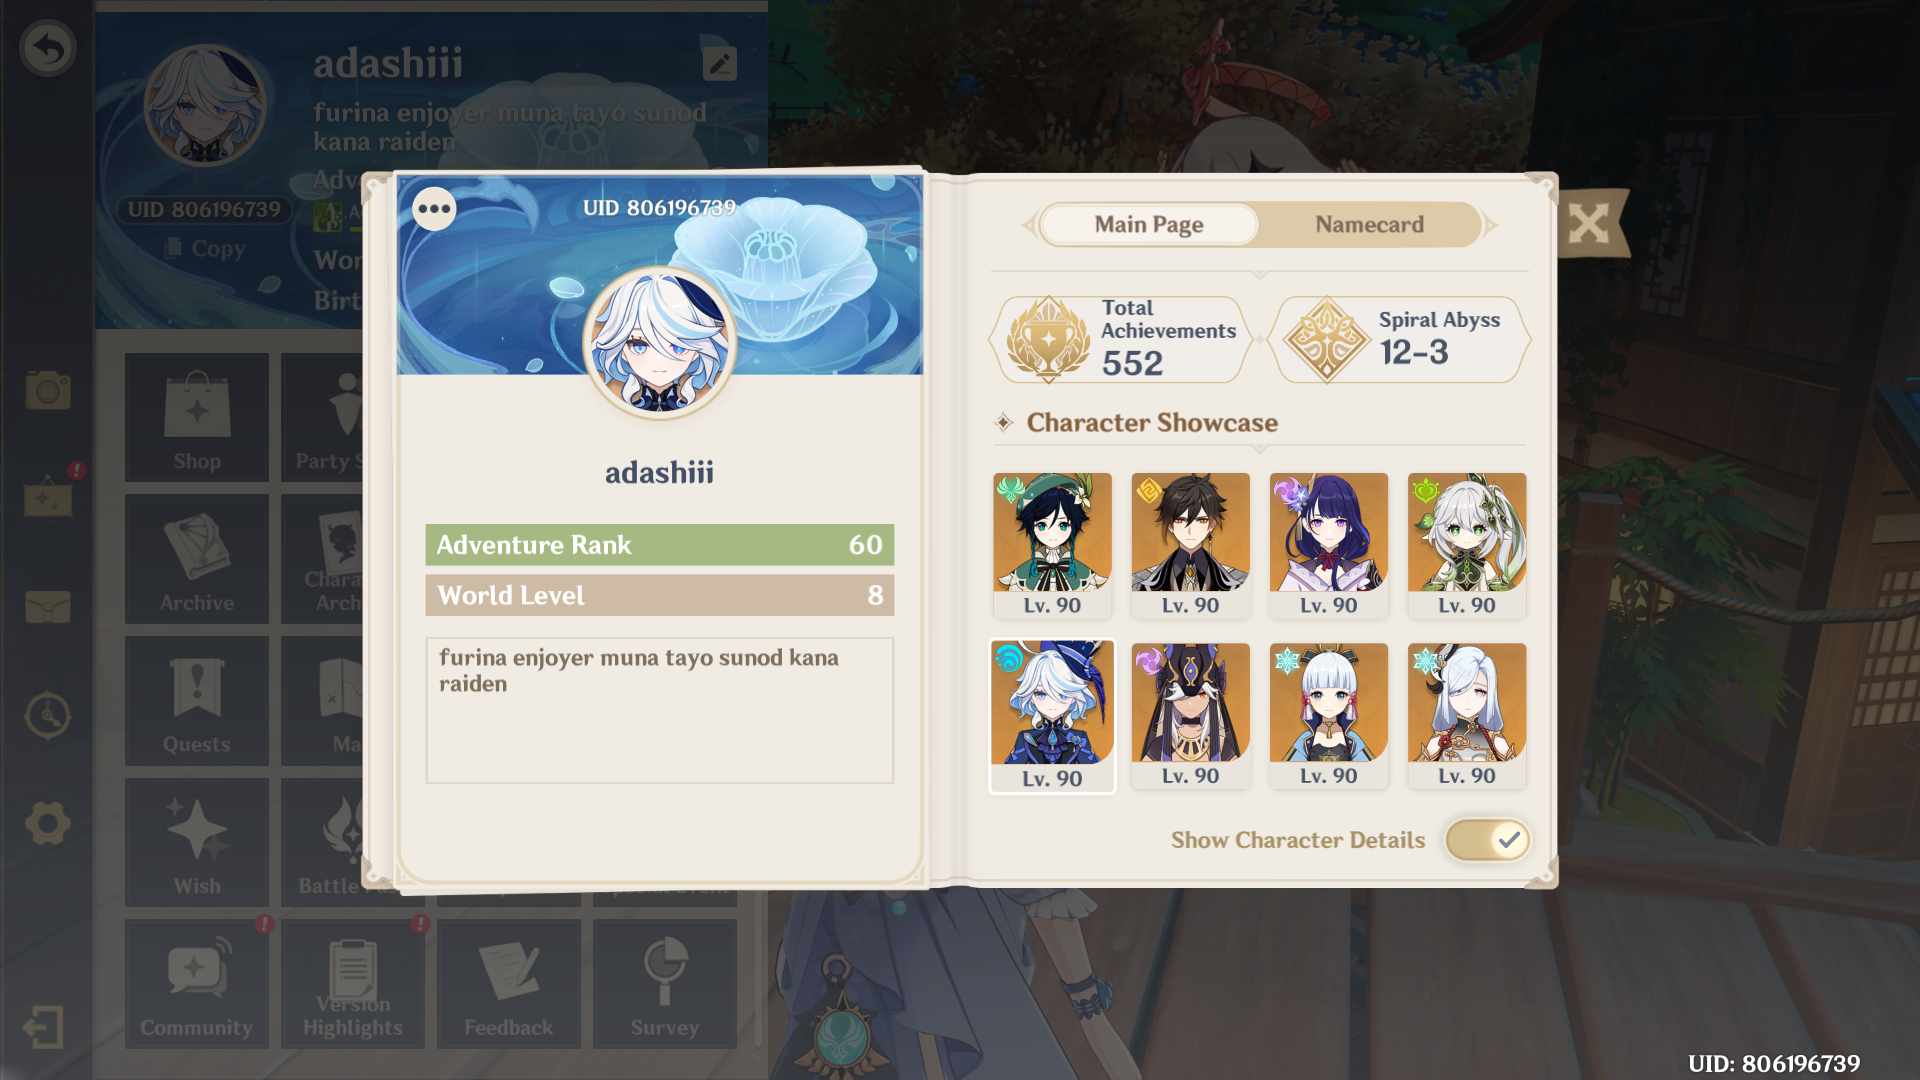 adashiii
furina enjoyer muna tayo sunod
kana raiden
UID 806196739
Copy
Shop
Archive
Quests
Wish
Community
Version
Highlights
Feedback
Survey
UID 806196739
adashiii
Adventure Rank 60
World Level 8
furina enjoyer muna tayo sunod kana
raiden
Main Page Namecard
Total
Achievements
552
Spiral Abyss
12-3
Character Showcase
Lv. 90 Lv. 90 Lv. 90 Lv. 90
Lv. 90 Lv. 90 Lv. 90 Lv. 90
Show Character Details
UID: 806196739